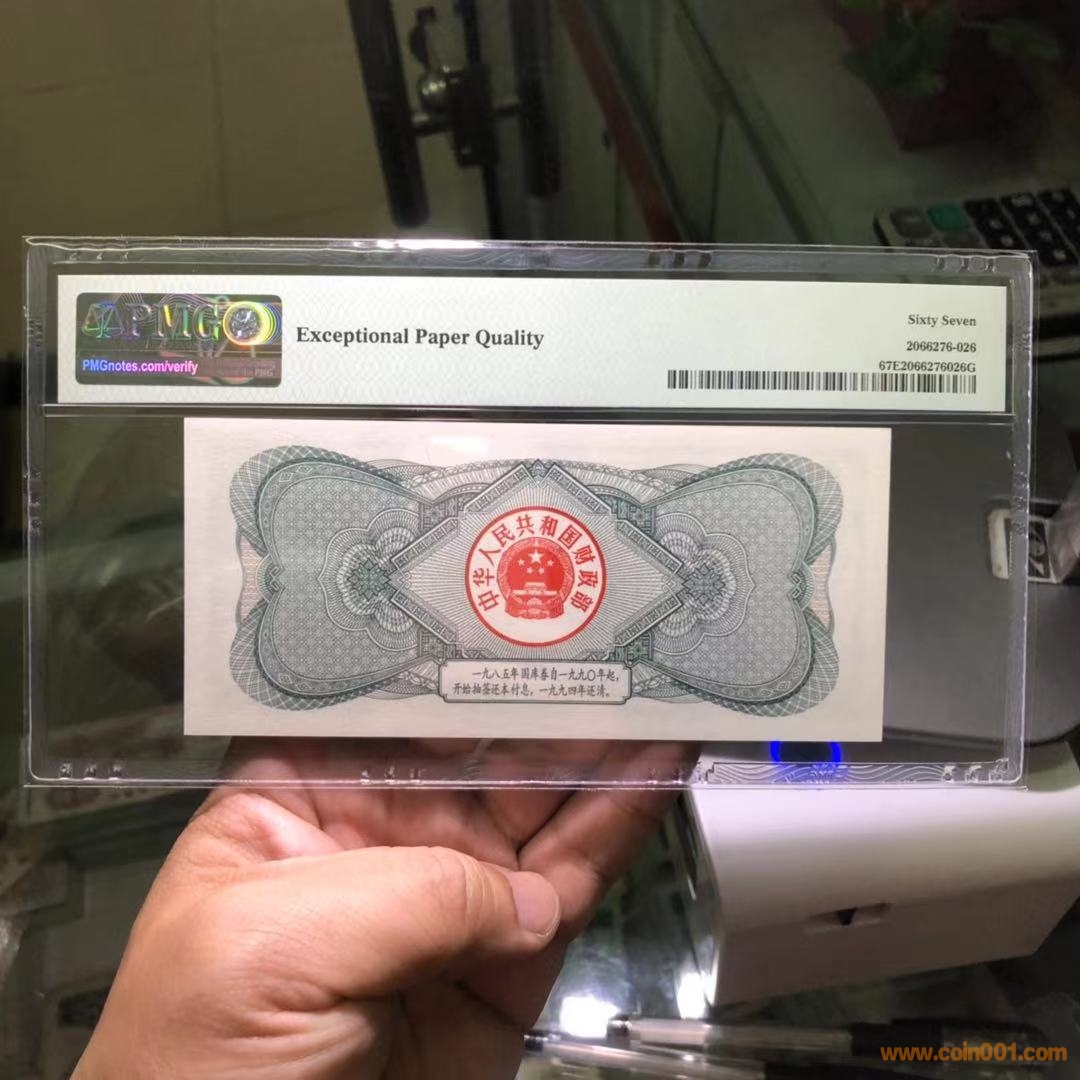 PMG
PMGnotes.com/verify
Exceptional Paper Quality
Sixty Seven
2066276-026
67E2066276026G
中华人民共和国财政部
一九八五年国库券自一九九〇年起,
开始抽签还本付息,一九九四年还清。
www.coin001.com